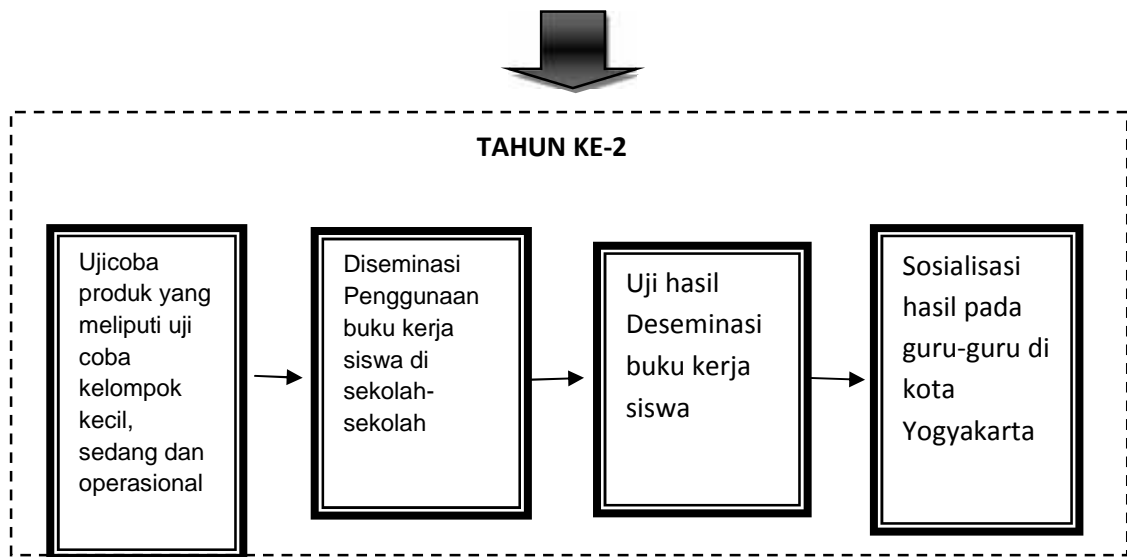 TAHUN KE-2
Ujicoba
produk yang
meliputi uji
coba
kelompok
kecil,
sedang dan
operasional
Diseminasi
Penggunaan
buku kerja
siswa di
sekolah-
sekolah
Uji hasil
Deseminasi
buku kerja
siswa
Sosialisasi
hasil pada
guru-guru di
kota
Yogyakarta